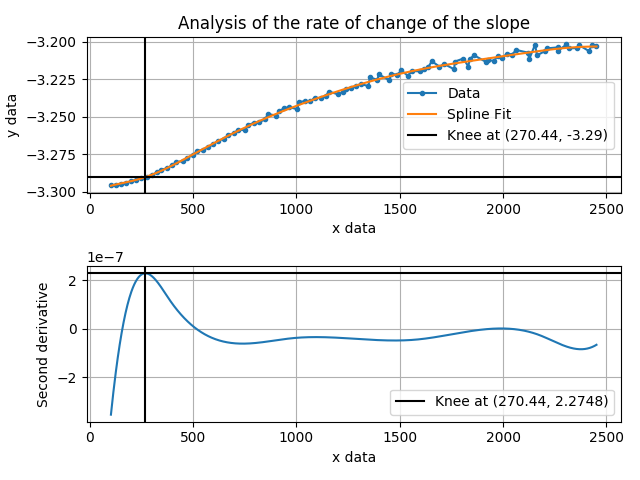 Analysis of the rate of change of the slope
−3.200
−3.225
−3.250
−3.275
−3.300
y data
Data
Spline Fit
Knee at (270.44, -3.29)
0 500 1000 1500 2000 2500
x data
1e−7
2
0
−2
Second derivative
Knee at (270.44, 2.2748)
0 500 1000 1500 2000 2500
x data